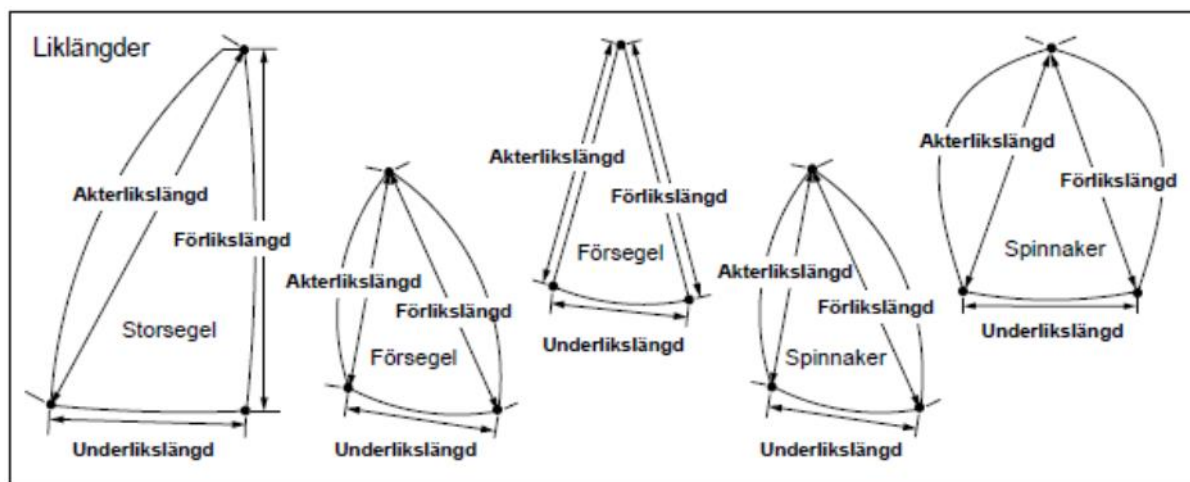 Liklängder
Akterlikslängd
Förlikslängd
Storsegel
Underlikslängd
Akterlikslängd
Förlikslängd
Försegel
Underlikslängd
Akterlikslängd
Förlikslängd
Försegel
Underlikslängd
Akterlikslängd
Förlikslängd
Spinnaker
Underlikslängd
Akterlikslängd
Förlikslängd
Spinnaker
Underlikslängd